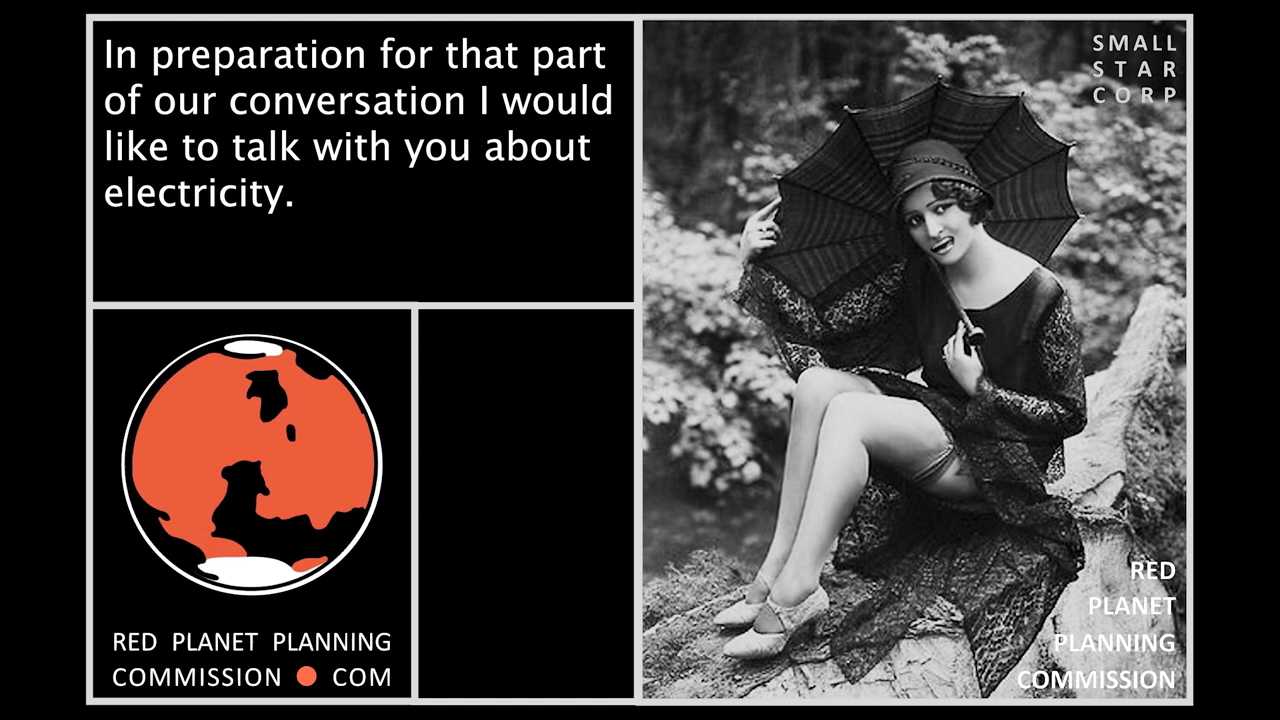 In preparation for that part
of our conversation I would
like to talk with you about
electricity.
RED PLANET PLANNING
COMMISSION COM
SMALL
STAR
CORP
RED
PLANET
PLANNING
COMMISSION